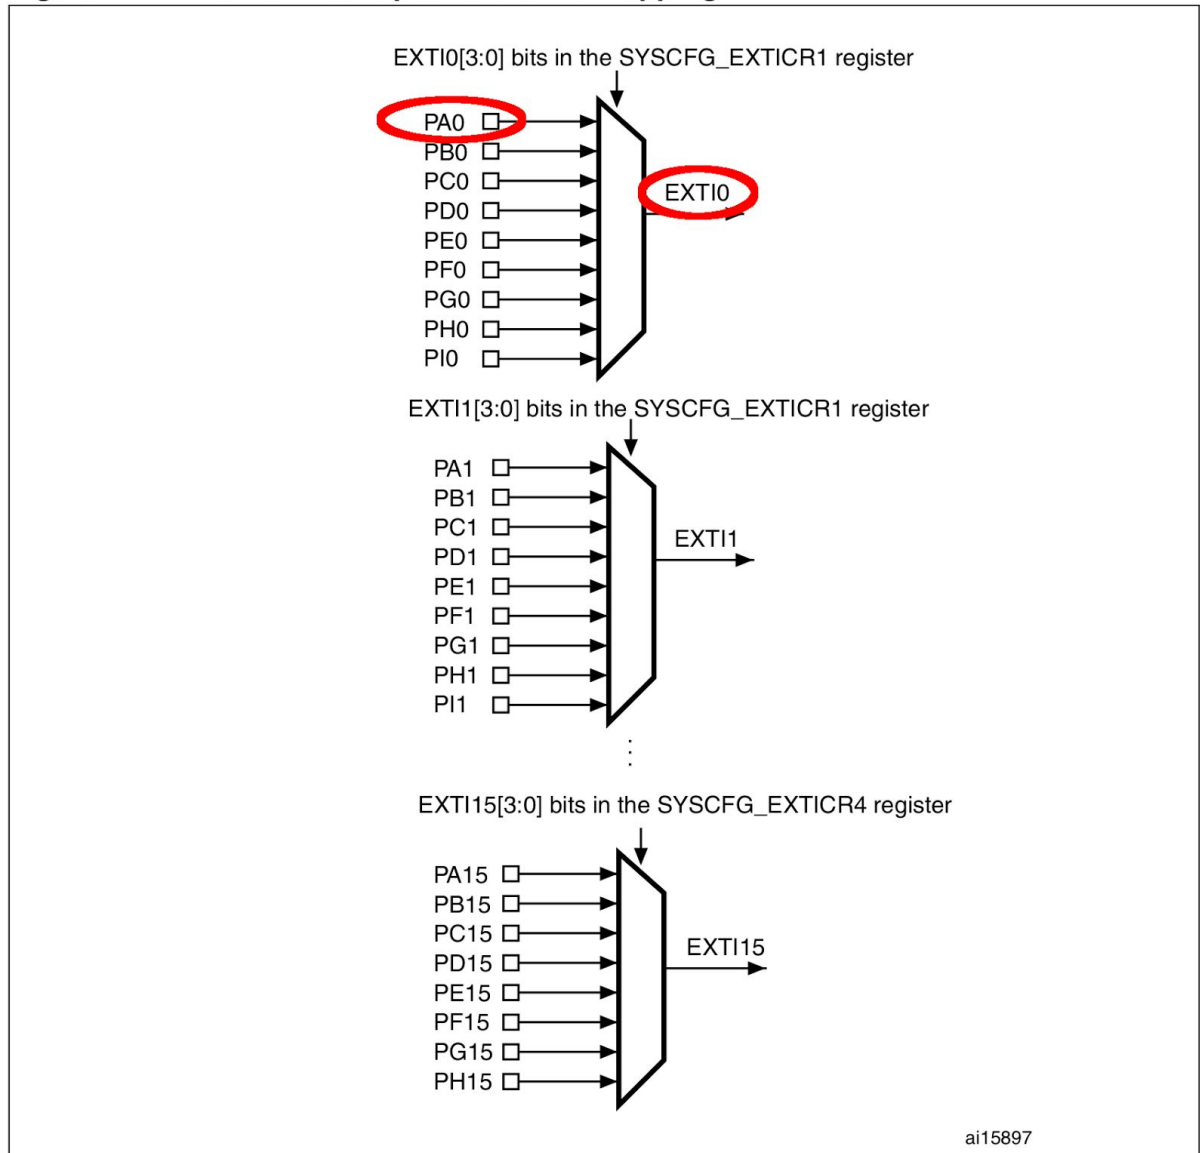 EXTI0[3:0] bits in the SYSCFG_EXTICR1 register
PA0
PB0
PC0
EXTI0
PD0
PE0
PF0
PG0
PH0
PI0
EXTI1[3:0] bits in the SYSCFG_EXTICR1 register
PA1
PB1
PC1
EXTI1
PD1
PE1
PF1
PG1
PH1
PI1
EXTI15[3:0] bits in the SYSCFG_EXTICR4 register
PA15
PB15
PC15
EXTI15
PD15
PE15
PF15
PG15
PH15
ai15897